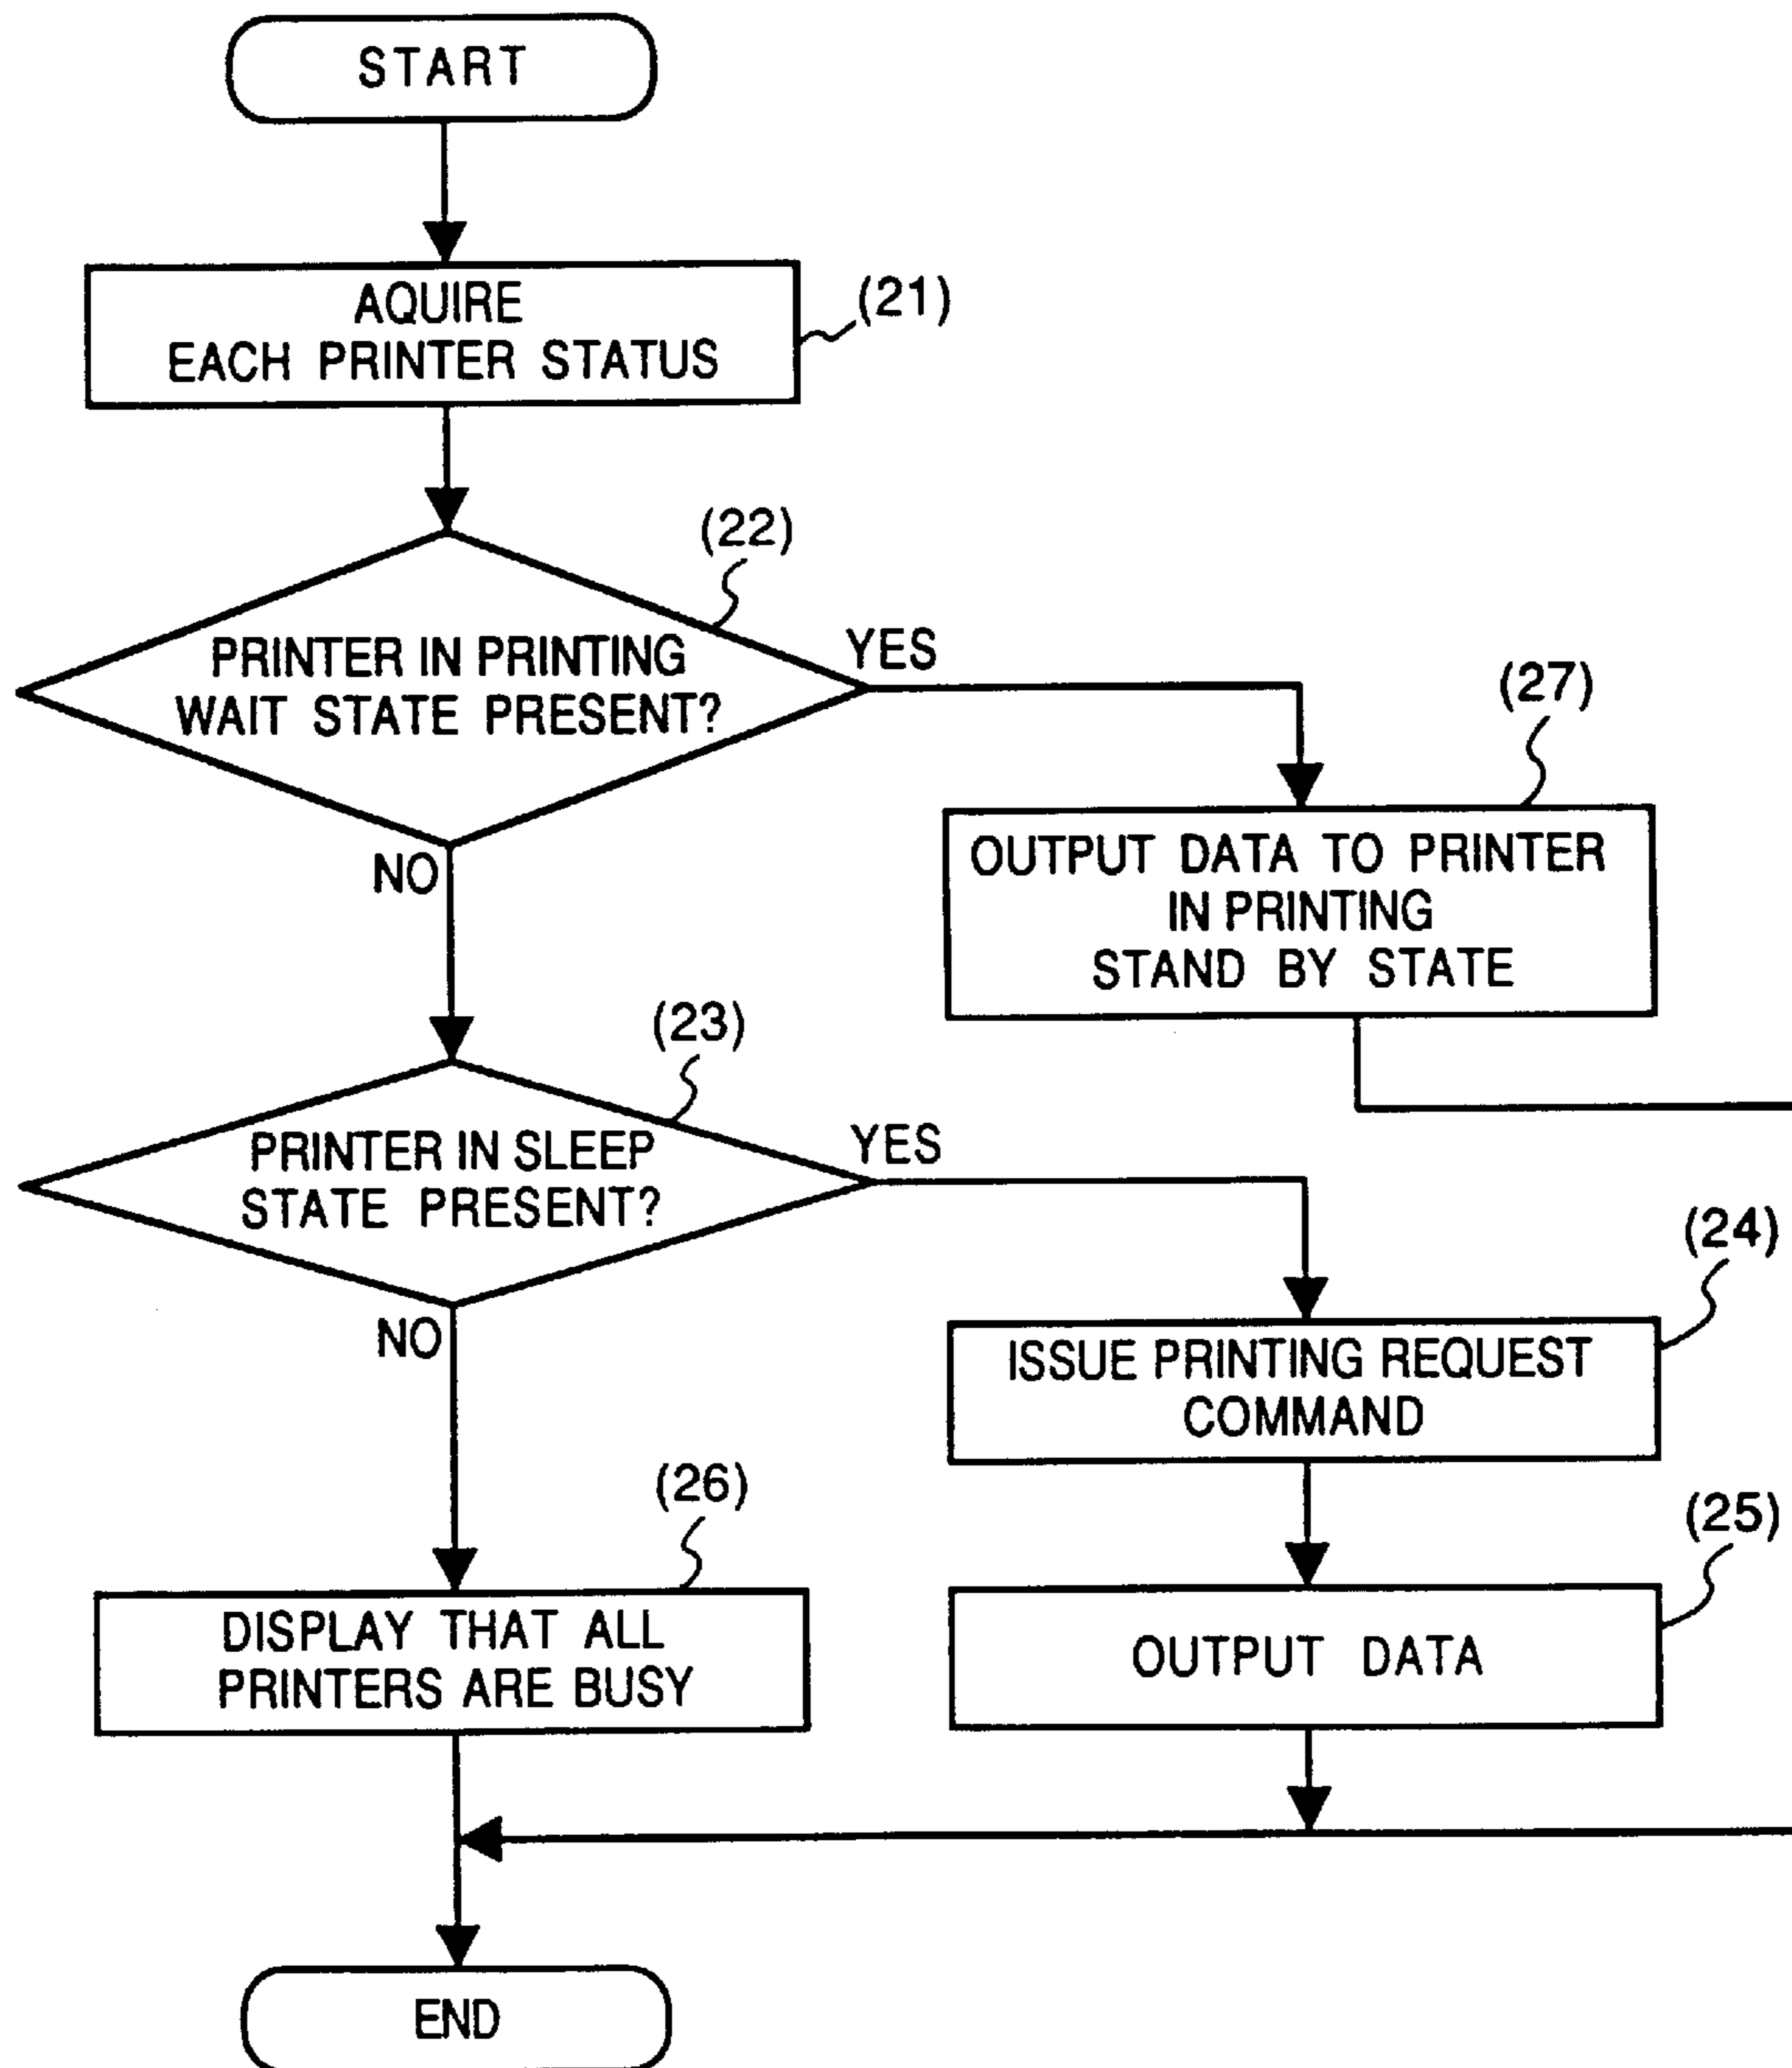 START
AQUIRE
EACH PRINTER STATUS
(21)
(22)
PRINTER IN PRINTING
WAIT STATE PRESENT?
YES
NO
(27)
OUTPUT DATA TO PRINTER
IN PRINTING
STAND BY STATE
(23)
PRINTER IN SLEEP
STATE PRESENT?
YES
NO
(24)
ISSUE PRINTING REQUEST
COMMAND
(26)
DISPLAY THAT ALL
PRINTERS ARE BUSY
(25)
OUTPUT DATA
END